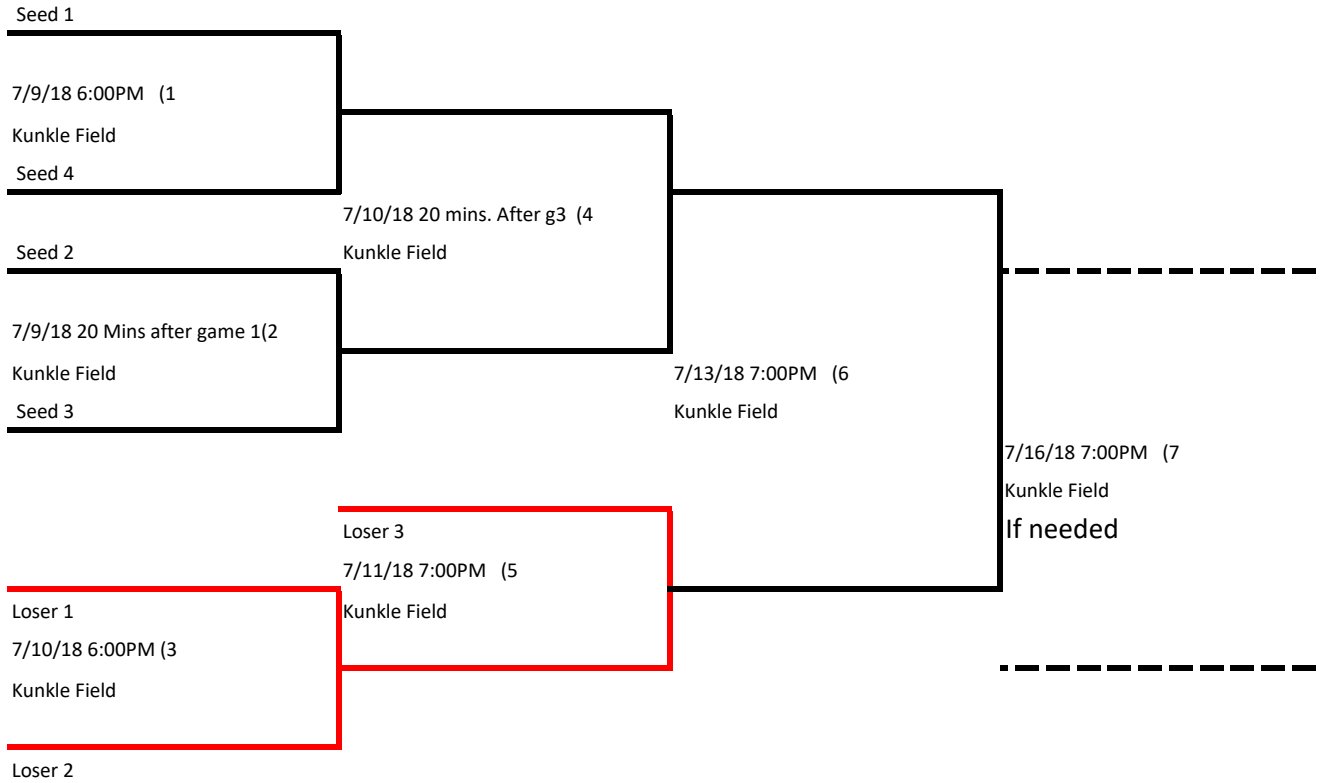 Seed 1
7/9/18 6:00PM (1
Kunkle Field
Seed 4
7/10/18 20 mins. After g3 (4
Kunkle Field
Seed 2
7/9/18 20 Mins after game 1(2
Kunkle Field
Seed 3
7/13/18 7:00PM (6
Kunkle Field
7/16/18 7:00PM (7
Kunkle Field
If needed
Loser 3
7/11/18 7:00PM (5
Kunkle Field
Loser 1
7/10/18 6:00PM (3
Kunkle Field
Loser 2